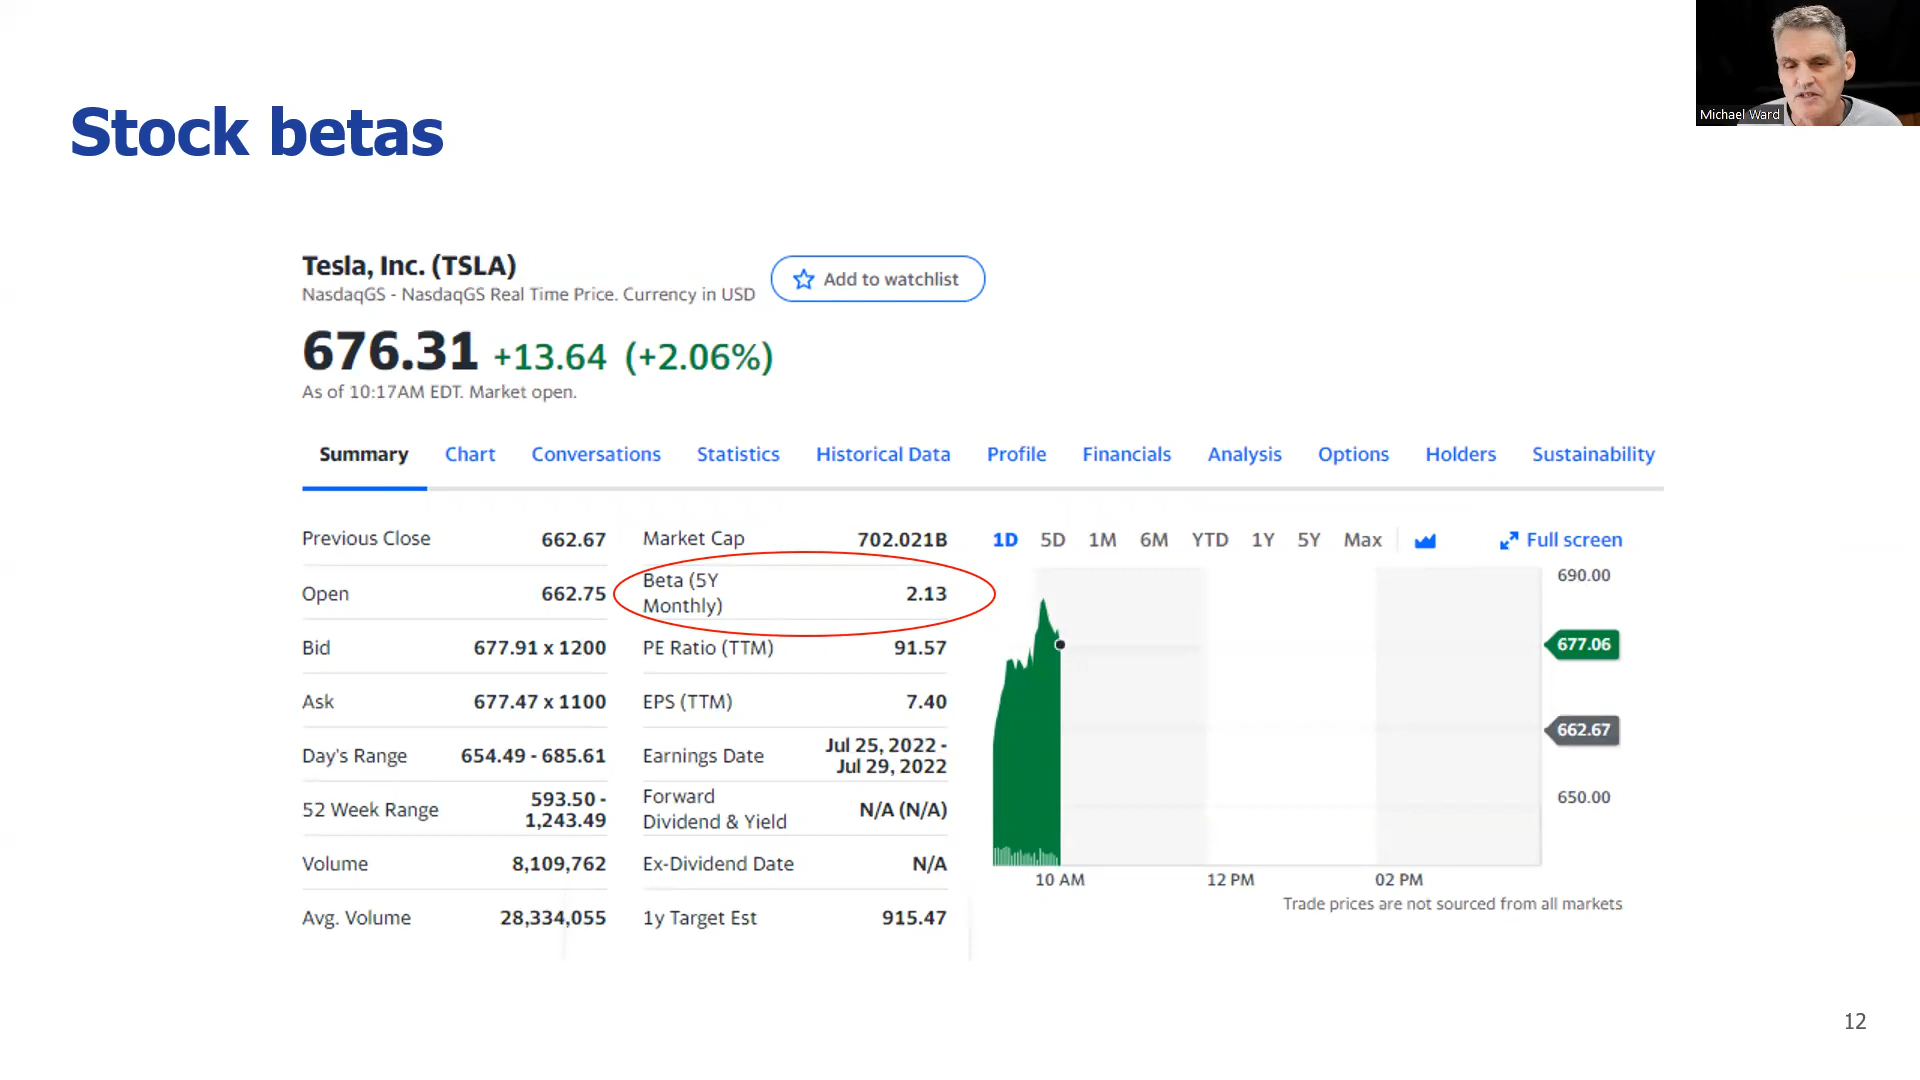 Michael Ward
Stock betas
Tesla, Inc. (TSLA)
NasdaqGS - NasdaqGS Real Time Price. Currency in USD
Add to watchlist
676.31 +13.64 (+2.06%)
As of 10:17AM EDT. Market open.
Summary Chart Conversations Statistics Historical Data Profile Financials Analysis Options Holders Sustainability
Previous Close 662.67
Open 662.75
Bid 677.91 x 1200
Ask 677.47 x 1100
Day's Range 654.49 - 685.61
52 Week Range 593.50 -
1,243.49
Volume 8,109,762
Avg. Volume 28,334,055
Market Cap 702.021B
Beta (5Y
Monthly) 2.13
PE Ratio (TTM) 91.57
EPS (TTM) 7.40
Earnings Date Jul 25, 2022 -
Jul 29, 2022
Forward
Dividend & Yield N/A (N/A)
Ex-Dividend Date N/A
1y Target Est 915.47
1D 5D 1M 6M YTD 1Y 5Y Max Full screen
690.00
677.06
662.67
650.00
10 AM 12 PM 02 PM
Trade prices are not sourced from all markets
12